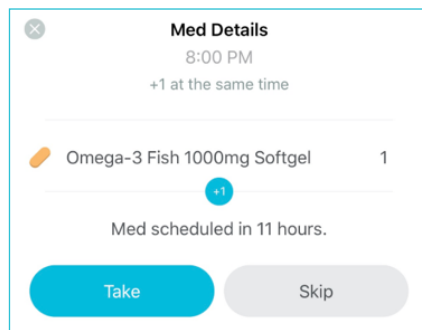 Med Details
8:00 PM
+1 at the same time
Omega-3 Fish 1000mg Softgel 1
+1
Med scheduled in 11 hours.
Take Skip